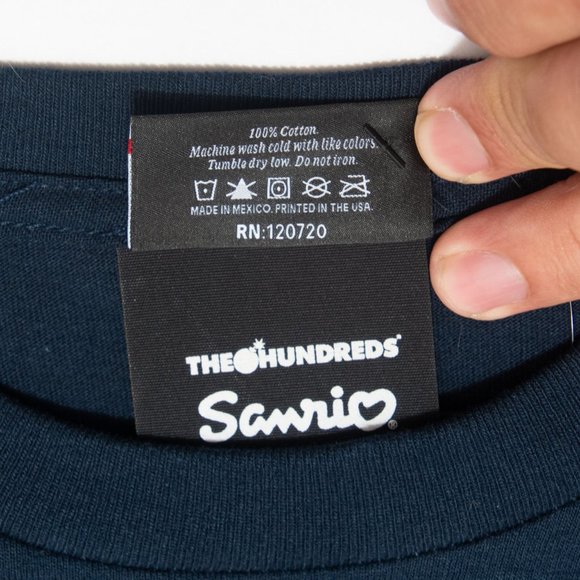 100% Cotton.
Machine wash cold with like colors.
Tumble dry low. Do not iron.
MADE IN MEXICO. PRINTED IN THE USA.
RN:120720
THE HUNDREDS
Sanrio